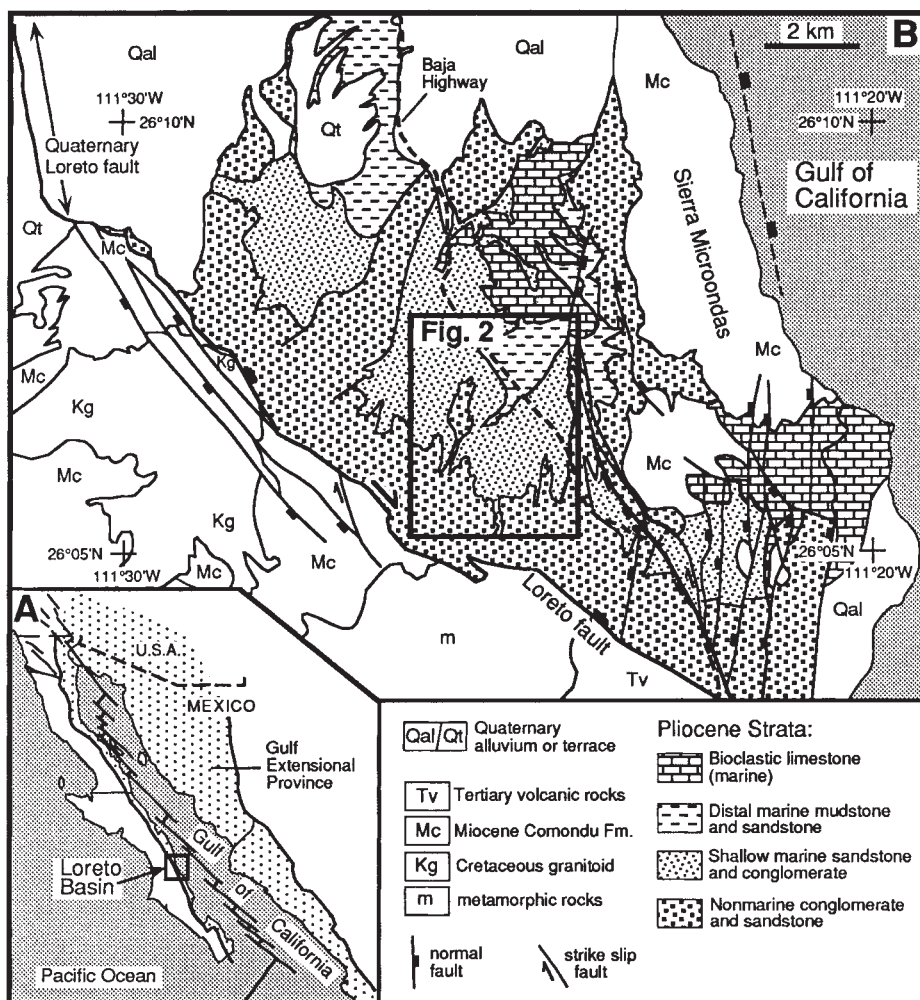 B
2 km
Qal
Qal
Mc
Baja
Highway
111°30'W
26°10'N
111°20'W
26°10'N
Qt
Quaternary
Loreto fault
Gulf of
California
Sierra Microondas
Qt
Mc
Fig. 2
Mc
Kg
Mc
Kg
Mc
Mc
Kg
26°05'N
111°30'W
Mc
Mc
26°05'N
111°20'W
Loreto fault
Qal
m
Tv
A
U.S.A.
MEXICO
Gulf
Extensional
Province
Gulf
of
California
Loreto
Basin
Pacific Ocean
Qal/Qt Quaternary
alluvium or terrace
Tv Tertiary volcanic rocks
Mc Miocene Comondu Fm.
Kg Cretaceous granitoid
m metamorphic rocks
normal
fault
strike slip
fault
Pliocene Strata:
Bioclastic limestone
(marine)
Distal marine mudstone
and sandstone
Shallow marine sandstone
and conglomerate
Nonmarine conglomerate
and sandstone